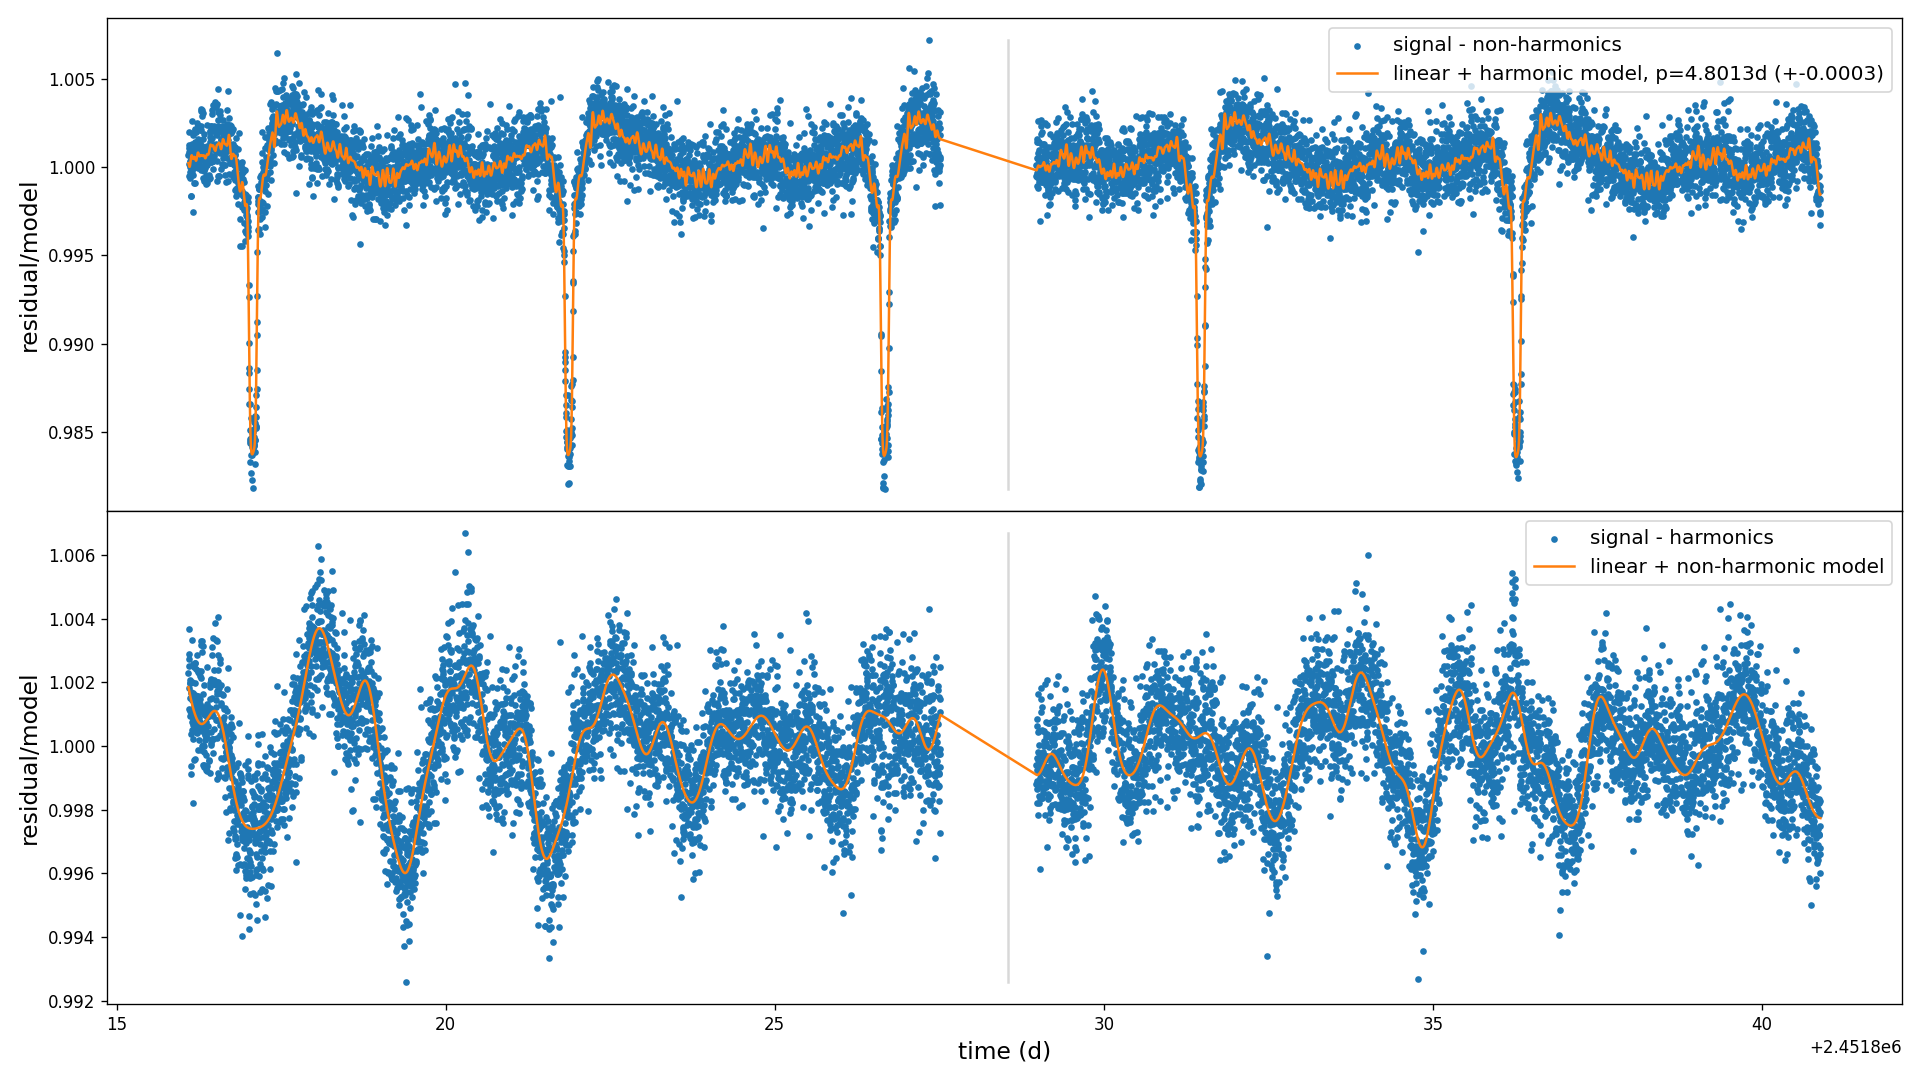 signal - non-harmonics
linear + harmonic model, p=4.8013d (+-0.0003)
1.005
1.000
0.995
0.990
0.985
residual/model
signal - harmonics
linear + non-harmonic model
1.006
1.004
1.002
1.000
0.998
0.996
0.994
0.992
residual/model
15
20
25
30
35
40
time (d)
+2.4518e6